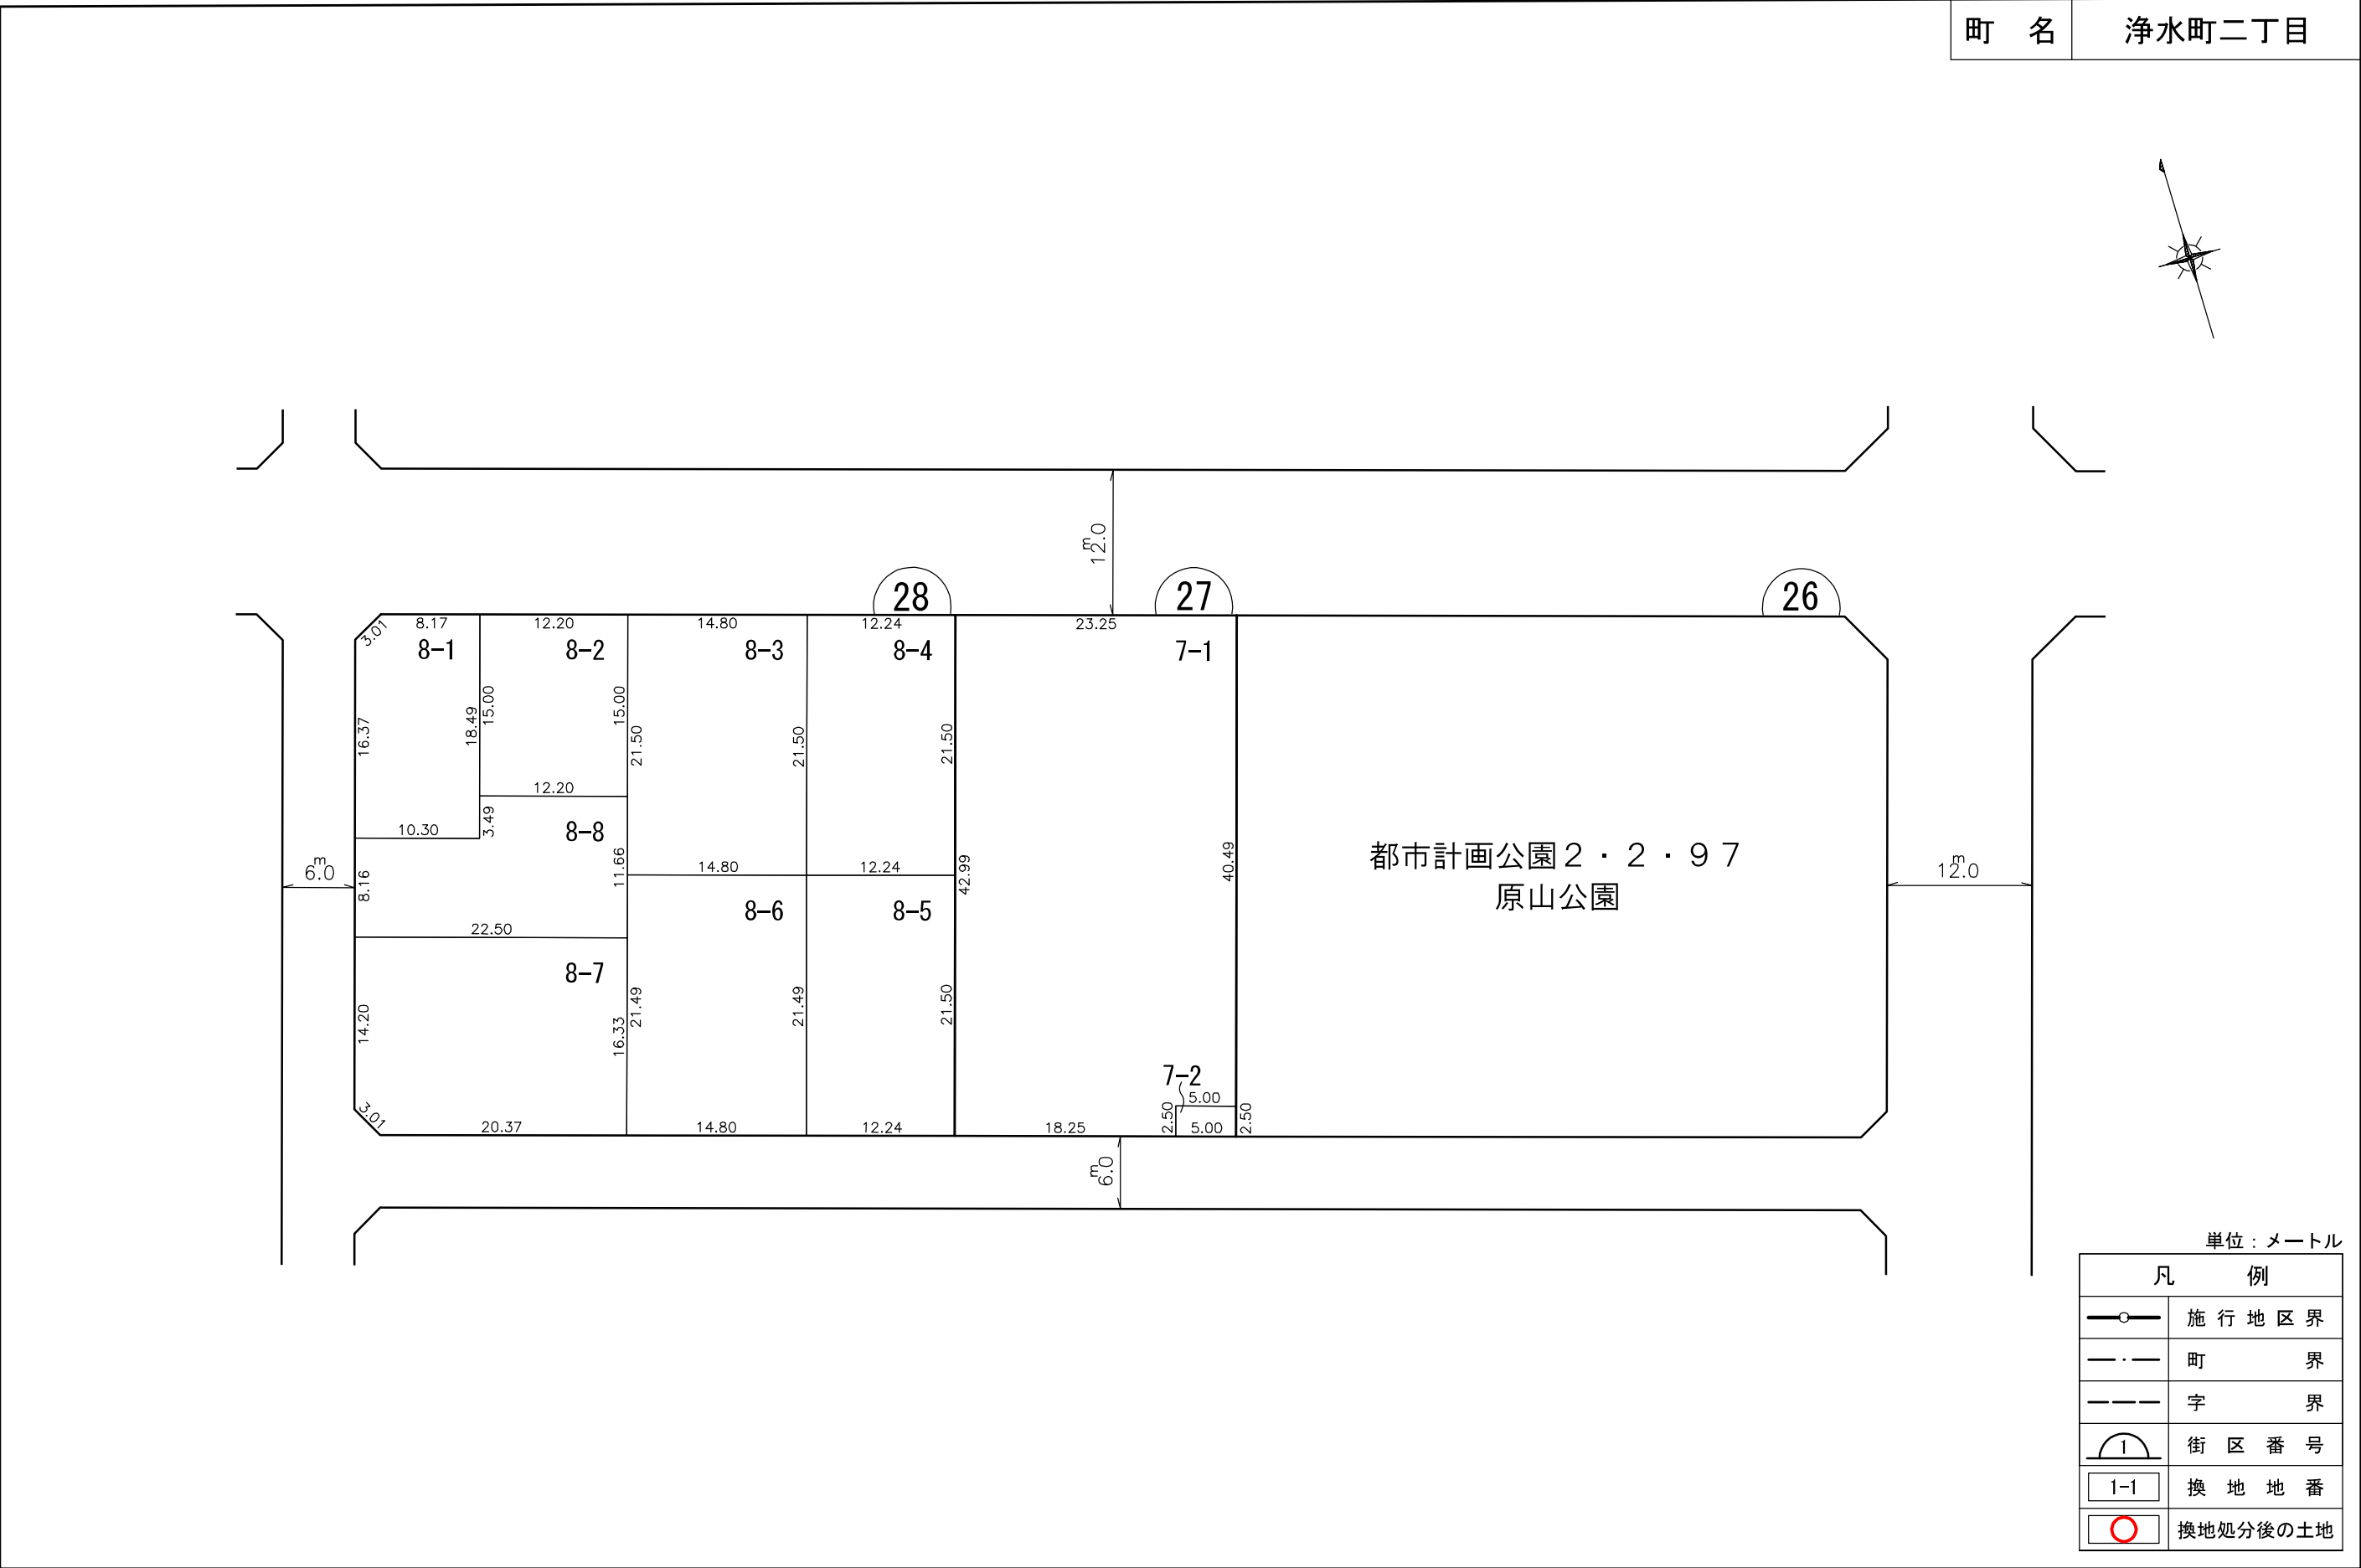 町 名 浄水町二丁目
12.0m
28 27 26
3.01 8.17 12.20 14.80 12.24 23.25
8-1 8-2 8-3 8-4 7-1
16.37 18.49 15.00 15.00 21.50 21.50 21.50
12.20
10.30 3.49 8-8
都市計画公園2・2・97
原山公園
6.0m 8.16 11.66 14.80 12.24 42.99 40.49 12.0m
8-6 8-5
22.50
8-7
14.20 16.33 21.49 21.49 21.50
7-2
5.00
3.01 20.37 14.80 12.24 18.25 2.50 5.00 2.50
6.0m
単位：メートル
凡 例
施行地区界
町 界
字 界
1 街区番号
1-1 換地地番
換地処分後の土地